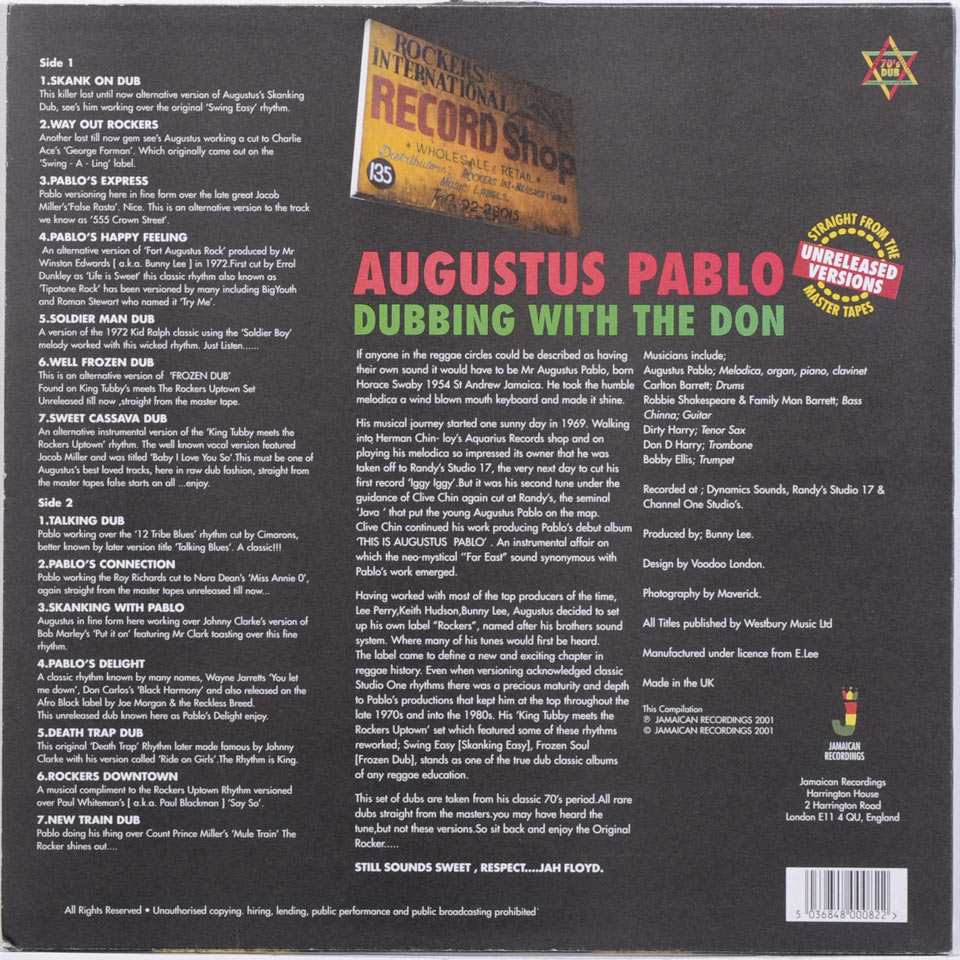 Side 1
1.SKANK ON DUB
This killer lost until now alternative version of Augustus's Skanking
Dub, see's him working over the original 'Swing Easy' rhythm.
2.WAY OUT ROCKERS
Another lost till now gem see's Augustus working a cut to Charlie
Ace's 'George Forman'. Which originally came out on the
'Swing - A - Ling' label.
3.PABLO'S EXPRESS
Pablo versioning here in fine form over the late great Jacob
Miller's'False Rasta'. Nice. This is an alternative version to the track
we know as '555 Crown Street'.
4.PABLO'S HAPPY FEELING
An alternative version of 'Fort Augustus Rock' produced by Mr
Winston Edwards [ a.k.a. Bunny Lee ] in 1972.First cut by Errol
Dunkley as 'Life is Sweet' this classic rhythm also known as
'Tipatone Rock' has been versioned by many including BigYouth
and Roman Stewart who named it 'Try Me'.
5.SOLDIER MAN DUB
A version of the 1972 Kid Ralph classic using the 'Soldier Boy'
melody worked with this wicked rhythm. Just Listen......
6.WELL FROZEN DUB
This is an alternative version of 'FROZEN DUB'
Found on King Tubby's meets The Rockers Uptown Set
Unreleased till now ,straight from the master tape.
7.SWEET CASSAVA DUB
An alternative instrumental version of the 'King Tubby meets the
Rockers Uptown' rhythm. The well known vocal version featured
Jacob Miller and was titled 'Baby I Love You So'.This must be one of
Augustus's best loved tracks, here in raw dub fashion, straight from
the master tapes false starts an all ...enjoy.
Side 2
1.TALKING DUB
Pablo working over the '12 Tribe Blues' rhythm cut by Cimarons,
better known by later version title 'Talking Blues'. A classic!!!
2.PABLO'S CONNECTION
Pablo working the Roy Richards cut to Nora Dean's 'Miss Annie 0',
again straight from the master tapes unreleased till now...
3.SKANKING WITH PABLO
Augustus in fine form here working over Johnny Clarke's version of
Bob Marley's 'Put it on' featuring Mr Clark toasting over this fine
rhythm.
4.PABLO'S DELIGHT
A classic rhythm known by many names, Wayne Jarretts 'You let
me down', Don Carlos's 'Black Harmony' and also released on the
Afro Black label by Joe Morgan & the Reckless Breed.
This unreleased dub known here as Pablo's Delight enjoy.
5.DEATH TRAP DUB
This original 'Death Trap' Rhythm later made famous by Johnny
Clarke with his version called 'Ride on Girls'.The Rhythm is King.
6.ROCKERS DOWNTOWN
A musical compliment to the Rockers Uptown Rhythm versioned
over Paul Whiteman's [ a.k.a. Paul Blackman ] 'Say So'.
7.NEW TRAIN DUB
Pablo doing his thing over Count Prince Miller's 'Mule Train' The
Rocker shines out....
ROCKERS
INTERNATIONAL
RECORD Shop
* WHOLESALE & RETAIL *
Distributors: ROCKERS INT. MESSAGE
MUSIC LABELS.
135
Tel: 92-28015
70's
DUB
AUGUSTUS PABLO
DUBBING WITH THE DON
STRAIGHT FROM THE
UNRELEASED
VERSIONS
MASTER TAPES
If anyone in the reggae circles could be described as having
their own sound it would have to be Mr Augustus Pablo, born
Horace Swaby 1954 St Andrew Jamaica. He took the humble
melodica a wind blown mouth keyboard and made it shine.
His musical journey started one sunny day in 1969. Walking
into Herman Chin- loy's Aquarius Records shop and on
playing his melodica so impressed its owner that he was
taken off to Randy's Studio 17, the very next day to cut his
first record 'Iggy Iggy'.But it was his second tune under the
guidance of Clive Chin again cut at Randy's, the seminal
'Java ' that put the young Augustus Pablo on the map.
Clive Chin continued his work producing Pablo's debut album
'THIS IS AUGUSTUS PABLO' . An instrumental affair on
which the neo-mystical "Far East" sound synonymous with
Pablo's work emerged.
Having worked with most of the top producers of the time,
Lee Perry,Keith Hudson,Bunny Lee, Augustus decided to set
up his own label "Rockers", named after his brothers sound
system. Where many of his tunes would first be heard.
The label came to define a new and exciting chapter in
reggae history. Even when versioning acknowledged classic
Studio One rhythms there was a precious maturity and depth
to Pablo's productions that kept him at the top throughout the
late 1970s and into the 1980s. His 'King Tubby meets the
Rockers Uptown' set which featured some of these rhythms
reworked; Swing Easy [Skanking Easy], Frozen Soul
[Frozen Dub], stands as one of the true dub classic albums
of any reggae education.
This set of dubs are taken from his classic 70's period.All rare
dubs straight from the masters.you may have heard the
tune,but not these versions.So sit back and enjoy the Original
Rocker.....
STILL SOUNDS SWEET , RESPECT....JAH FLOYD.
Musicians include;
Augustus Pablo; Melodica, organ, piano, clavinet
Carlton Barrett; Drums
Robbie Shakespeare & Family Man Barrett; Bass
Chinna; Guitar
Dirty Harry; Tenor Sax
Don D Harry; Trombone
Bobby Ellis; Trumpet
Recorded at ; Dynamics Sounds, Randy's Studio 17 &
Channel One Studio's.
Produced by; Bunny Lee.
Design by Voodoo London.
Photography by Maverick.
All Titles published by Westbury Music Ltd
Manufactured under licence from E.Lee
Made in the UK
This Compilation
℗ JAMAICAN RECORDINGS 2001
© JAMAICAN RECORDINGS 2001
J
JAMAICAN
RECORDINGS
Jamaican Recordings
Harrington House
2 Harrington Road
London E11 4 QU, England
5 036848 000822 >
All Rights Reserved • Unauthorised copying. hiring, lending, public performance and public broadcasting prohibited